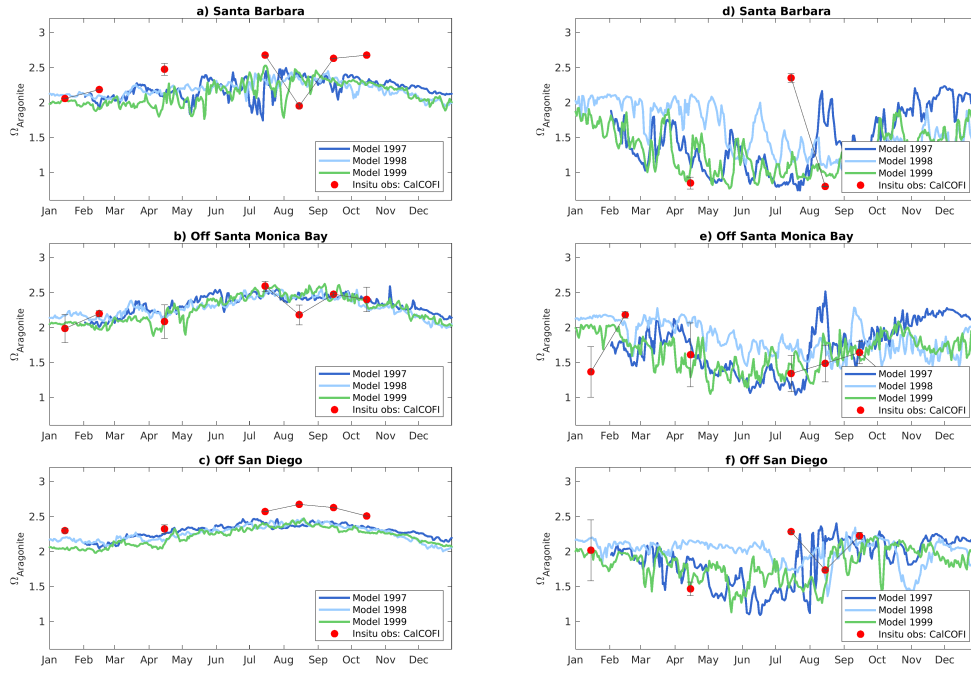 a) Santa Barbara
3
2.5
2
1.5
1
Ω Aragonite
Jan Feb Mar Apr May Jun Jul Aug Sep Oct Nov Dec
Model 1997
Model 1998
Model 1999
Insitu obs: CalCOFI
b) Off Santa Monica Bay
3
2.5
2
1.5
1
Ω Aragonite
Jan Feb Mar Apr May Jun Jul Aug Sep Oct Nov Dec
Model 1997
Model 1998
Model 1999
Insitu obs: CalCOFI
c) Off San Diego
3
2.5
2
1.5
1
Ω Aragonite
Jan Feb Mar Apr May Jun Jul Aug Sep Oct Nov Dec
Model 1997
Model 1998
Model 1999
Insitu obs: CalCOFI
d) Santa Barbara
3
2.5
2
1.5
1
Ω Aragonite
Jan Feb Mar Apr May Jun Jul Aug Sep Oct Nov Dec
Model 1997
Model 1998
Model 1999
Insitu obs: CalCOFI
e) Off Santa Monica Bay
3
2.5
2
1.5
1
Ω Aragonite
Jan Feb Mar Apr May Jun Jul Aug Sep Oct Nov Dec
Model 1997
Model 1998
Model 1999
Insitu obs: CalCOFI
f) Off San Diego
3
2.5
2
1.5
1
Ω Aragonite
Jan Feb Mar Apr May Jun Jul Aug Sep Oct Nov Dec
Model 1997
Model 1998
Model 1999
Insitu obs: CalCOFI